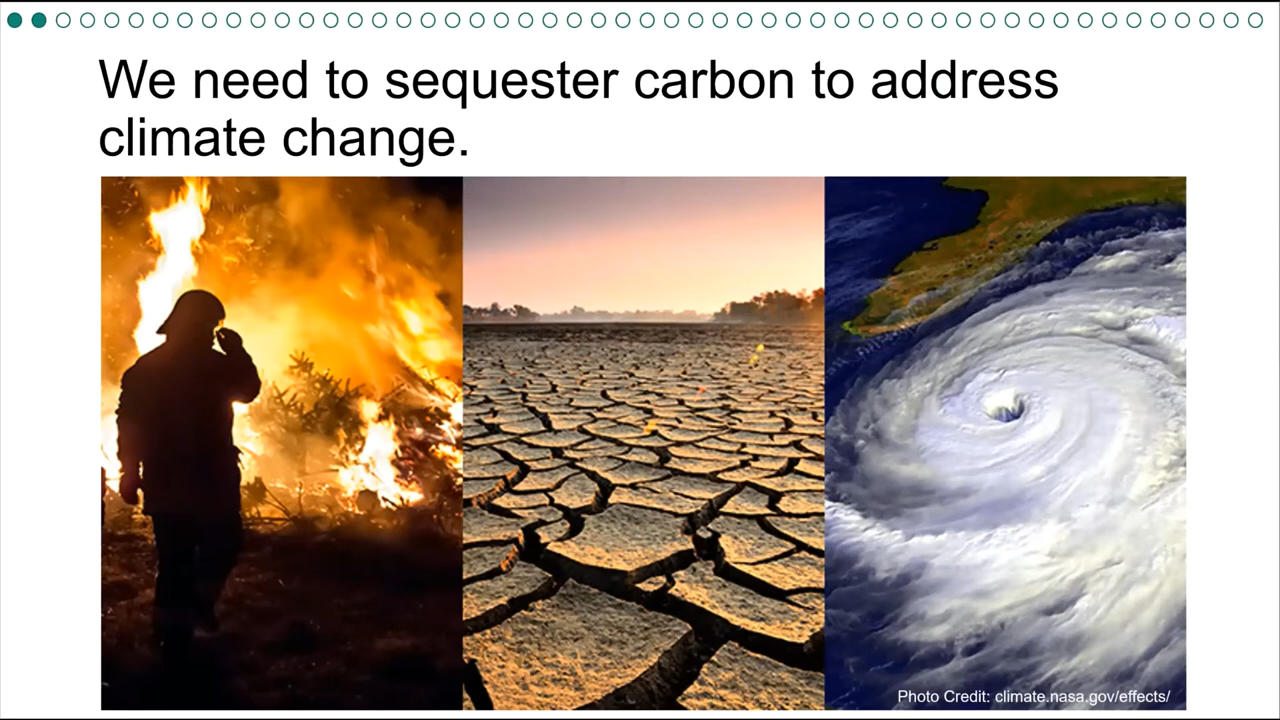 We need to sequester carbon to address
climate change.
Photo Credit: climate.nasa.gov/effects/